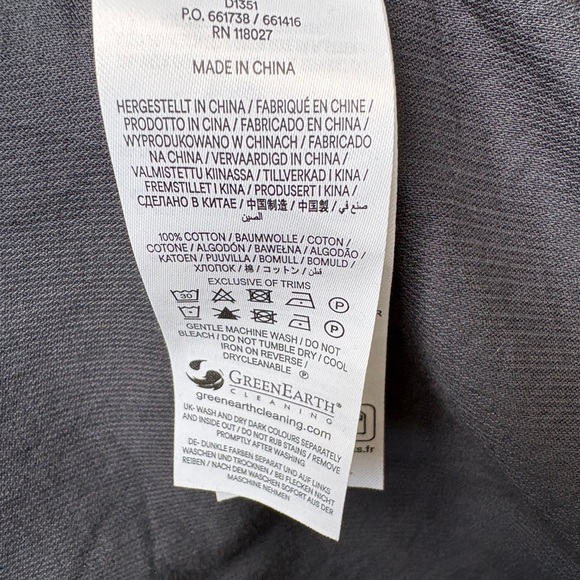 D1351
P.O. 661738 / 661416
RN 118027
MADE IN CHINA
HERGESTELLT IN CHINA / FABRIQUÉ EN CHINE /
PRODOTTO IN CINA / FABRICADO EN CHINA /
WYPRODUKOWANO W CHINACH / FABRICADO
NA CHINA / VERVAARDIGD IN CHINA /
VALMISTETTU KIINASSA / TILLVERKAD I KINA /
FREMSTILLET I KINA / PRODUSERT I KINA /
СДЕЛАНО В КИТАЕ / 中国制造 / 中国製 / صنع في
الصين
100% COTTON / BAUMWOLLE / COTON /
COTONE / ALGODÓN / BAWEŁNA / ALGODÃO /
KATOEN / PUUVILLA / BOMULL / BOMULD /
ХЛОПОК / 棉 / コットン / قطن
EXCLUSIVE OF TRIMS
30 P
P
GENTLE MACHINE WASH / DO NOT
BLEACH / DO NOT TUMBLE DRY / COOL
IRON ON REVERSE /
DRYCLEANABLE P
GREENEARTH®
CLEANING
greenearthcleaning.com
UK- WASH AND DRY DARK COLOURS SEPARATELY
AND INSIDE OUT / DO NOT RUB STAINS / REMOVE
PROMPTLY AFTER WASHING
DE- DUNKLE FARBEN SEPARAT UND AUF LINKS
WASCHEN UND TROCKNEN / BEI FLECKEN NICHT
REIBEN / NACH DEM WASCHEN SOFORT AUS DER
MASCHINE NEHMEN
R
ks.fr